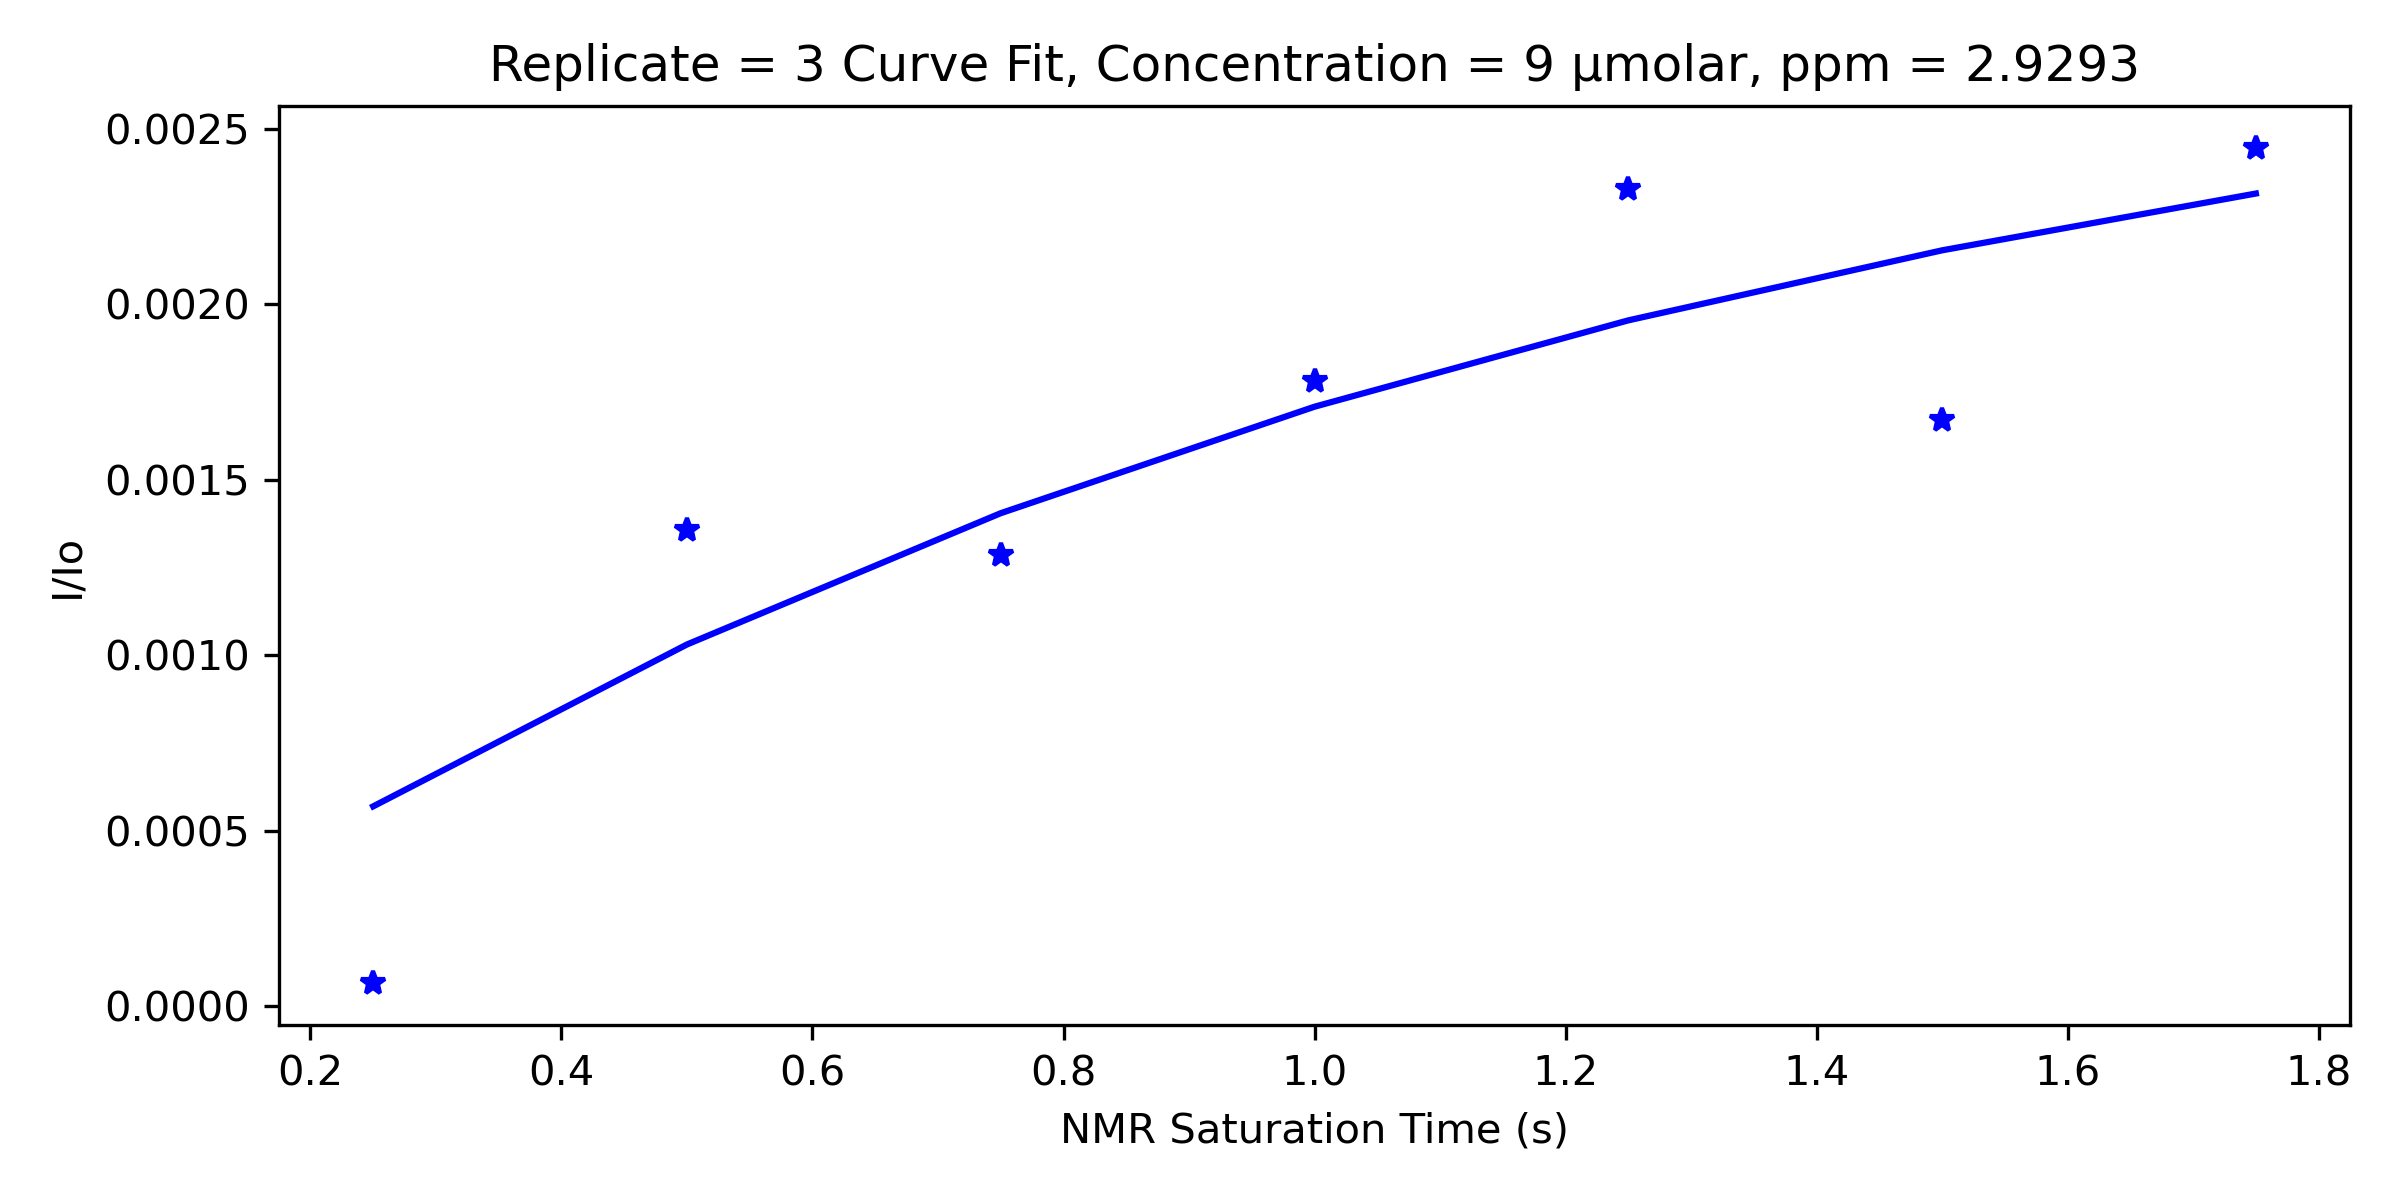 Replicate = 3 Curve Fit, Concentration = 9 µmolar, ppm = 2.9293
0.0025
0.0020
0.0015
0.0010
0.0005
0.0000
I/Io
0.2 0.4 0.6 0.8 1.0 1.2 1.4 1.6 1.8
NMR Saturation Time (s)